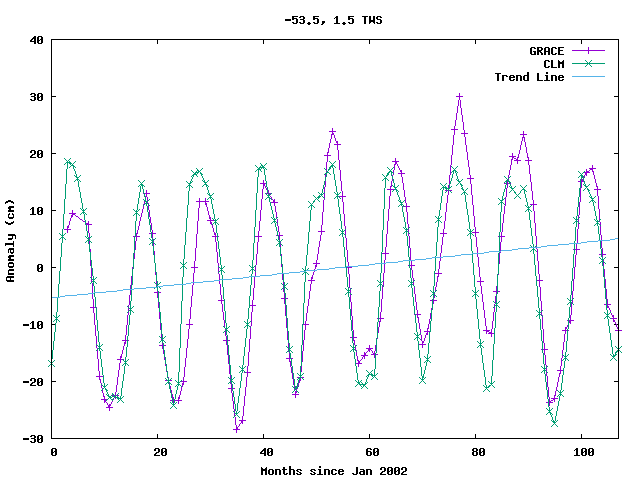 -53.5, 1.5 TWS
GRACE
CLM
Trend Line
40
30
20
10
0
-10
-20
-30
Anomaly (cm)
0 20 40 60 80 100
Months since Jan 2002